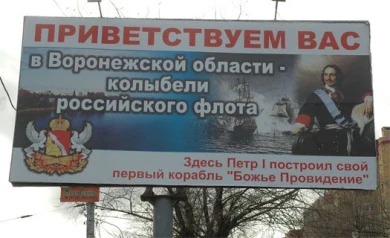 ПРИВЕТСТВУЕМ ВАС
в Воронежской области -
колыбели
российского флота
Здесь Петр I построил свой
первый корабль "Божье Провидение"